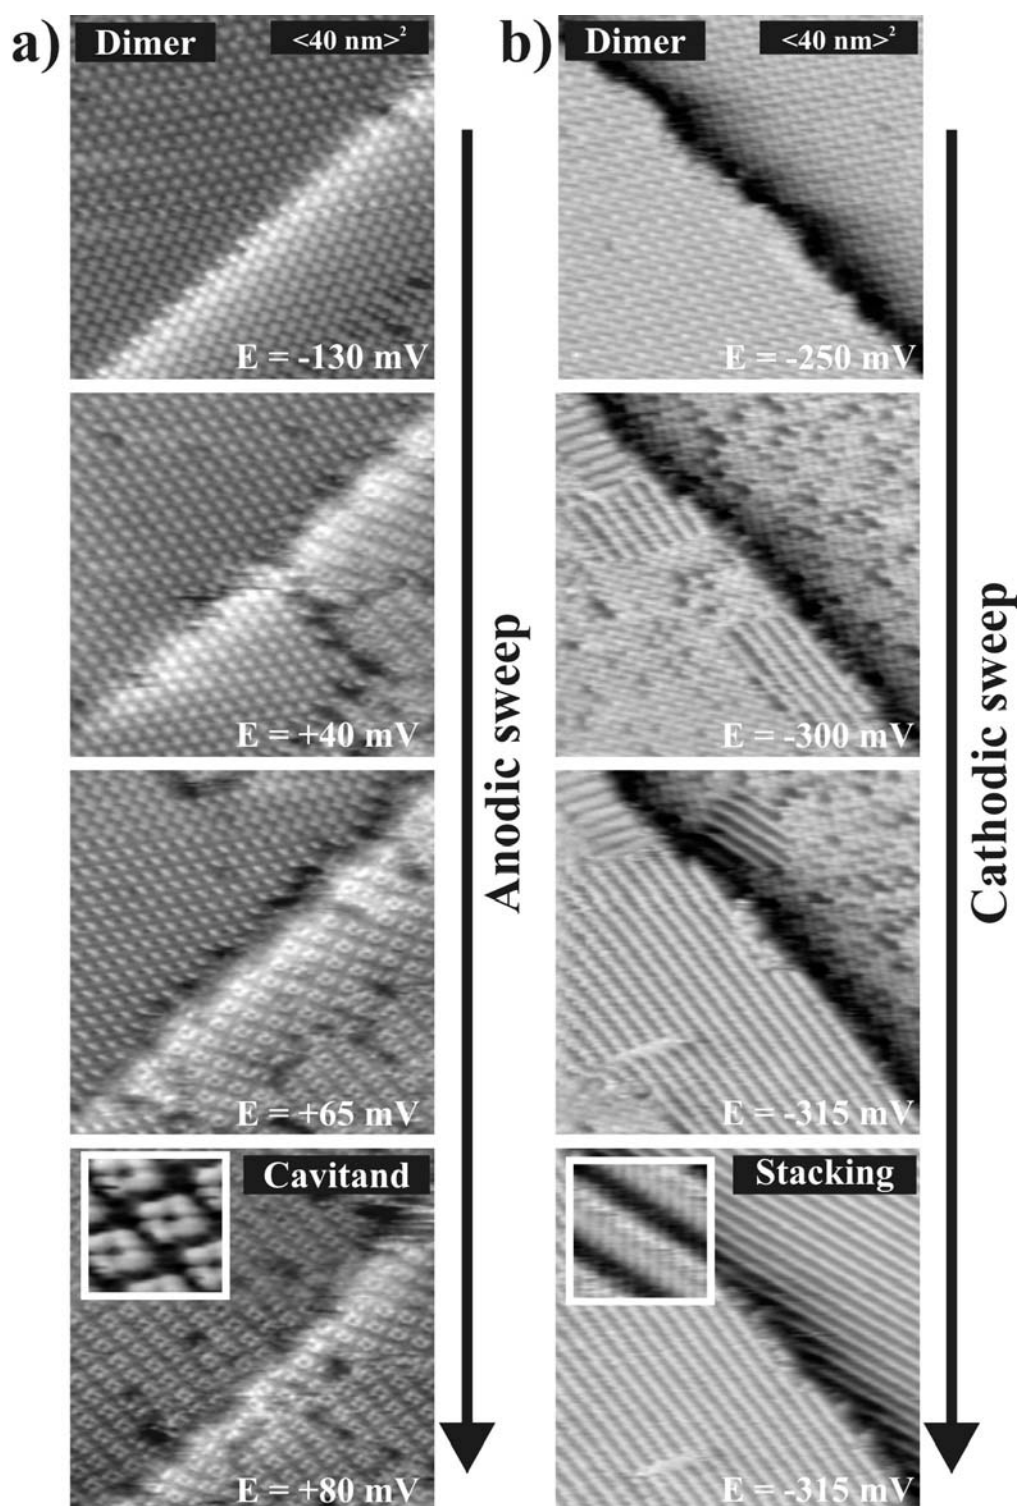 a)
Dimer
<40 nm>²
E = -130 mV
E = +40 mV
E = +65 mV
Cavitand
E = +80 mV
Anodic sweep
b)
Dimer
<40 nm>²
E = -250 mV
E = -300 mV
E = -315 mV
Stacking
E = -315 mV
Cathodic sweep